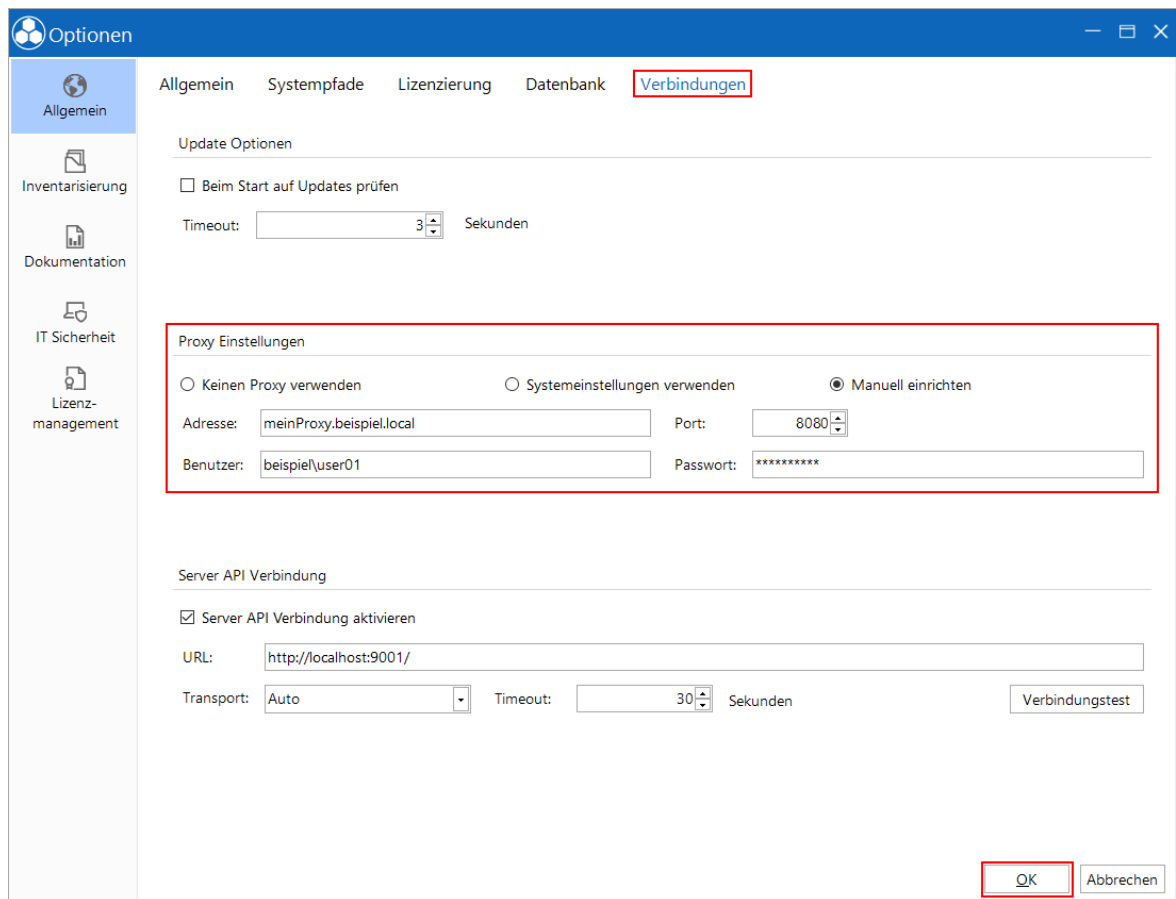 Optionen
Allgemein
Inventarisierung
Dokumentation
IT Sicherheit
Lizenz-
management
Allgemein Systempfade Lizenzierung Datenbank Verbindungen
Update Optionen
Beim Start auf Updates prüfen
Timeout: 3 Sekunden
Proxy Einstellungen
Keinen Proxy verwenden Systemeinstellungen verwenden Manuell einrichten
Adresse: meinProxy.beispiel.local Port: 8080
Benutzer: beispiel\user01 Passwort: **********
Server API Verbindung
Server API Verbindung aktivieren
URL: http://localhost:9001/
Transport: Auto Timeout: 30 Sekunden Verbindungstest
OK Abbrechen